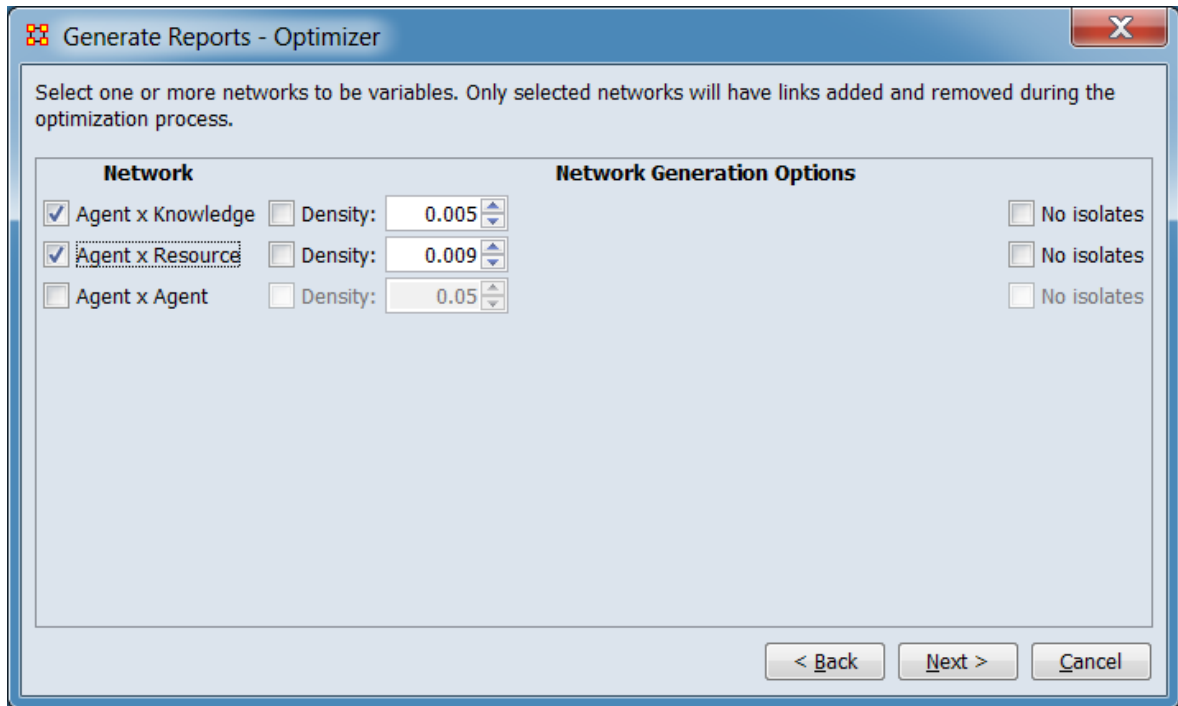 Generate Reports - Optimizer
Select one or more networks to be variables. Only selected networks will have links added and removed during the
optimization process.
Network Network Generation Options
Agent x Knowledge Density: 0.005 No isolates
Agent x Resource Density: 0.009 No isolates
Agent x Agent Density: 0.05 No isolates
< Back Next > Cancel